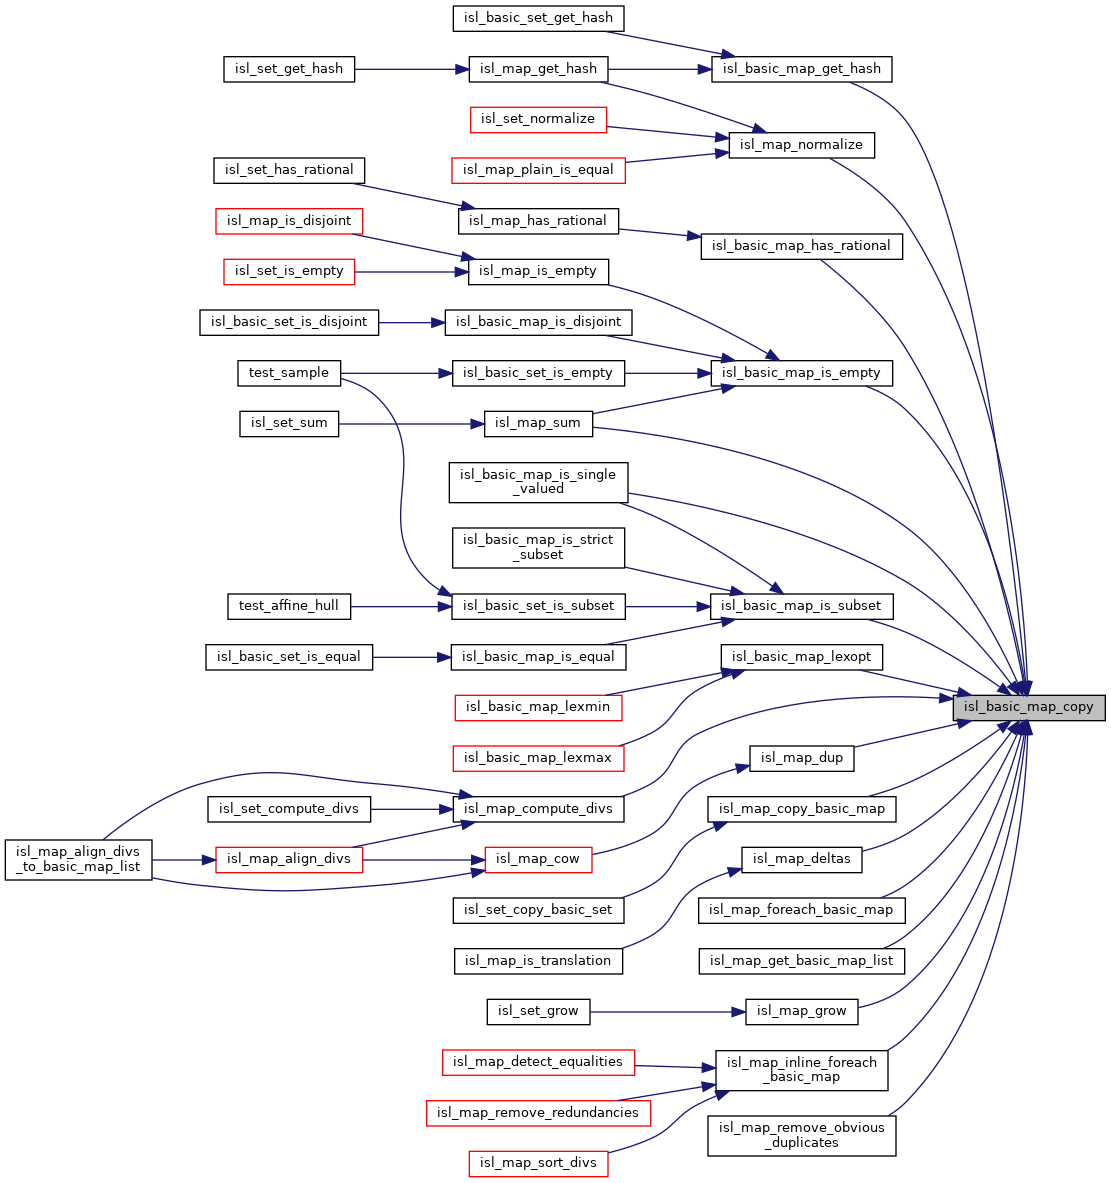 isl_basic_set_get_hash
isl_set_get_hash
isl_map_get_hash
isl_basic_map_get_hash
isl_set_normalize
isl_map_normalize
isl_map_plain_is_equal
isl_set_has_rational
isl_map_is_disjoint
isl_map_has_rational
isl_basic_map_has_rational
isl_set_is_empty
isl_map_is_empty
isl_basic_set_is_disjoint
isl_basic_map_is_disjoint
test_sample
isl_basic_set_is_empty
isl_basic_map_is_empty
isl_set_sum
isl_map_sum
isl_basic_map_is_single
_valued
isl_basic_map_is_strict
_subset
test_affine_hull
isl_basic_set_is_subset
isl_basic_map_is_subset
isl_basic_set_is_equal
isl_basic_map_is_equal
isl_basic_map_lexopt
isl_basic_map_lexmin
isl_basic_map_copy
isl_basic_map_lexmax
isl_map_dup
isl_set_compute_divs
isl_map_compute_divs
isl_map_copy_basic_map
isl_map_align_divs
_to_basic_map_list
isl_map_align_divs
isl_map_cow
isl_map_deltas
isl_set_copy_basic_set
isl_map_foreach_basic_map
isl_map_is_translation
isl_map_get_basic_map_list
isl_set_grow
isl_map_grow
isl_map_detect_equalities
isl_map_inline_foreach
_basic_map
isl_map_remove_redundancies
isl_map_remove_obvious
_duplicates
isl_map_sort_divs